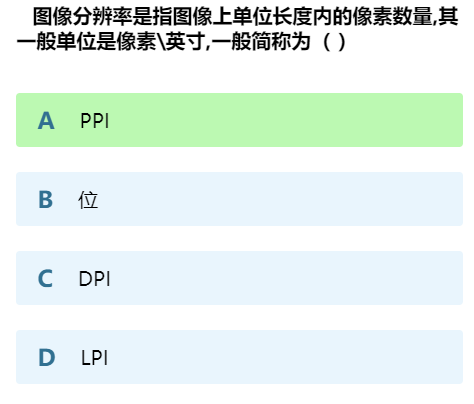 图像分辨率是指图像上单位长度内的像素数量,其
一般单位是像素\英寸,一般简称为 ( )
A PPI
B 位
C DPI
D LPI